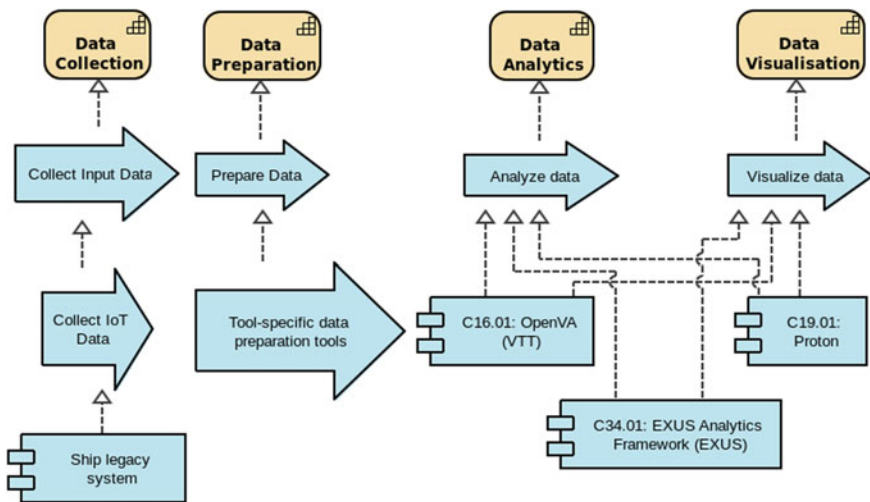 Data
Collection
Data
Preparation
Data
Analytics
Data
Visualisation
Collect Input Data
Prepare Data
Analyze data
Visualize data
Collect IoT
Data
Tool-specific data
preparation tools
C16.01: OpenVA
(VTT)
C19.01:
Proton
C34.01: EXUS Analytics
Framework (EXUS)
Ship legacy
system